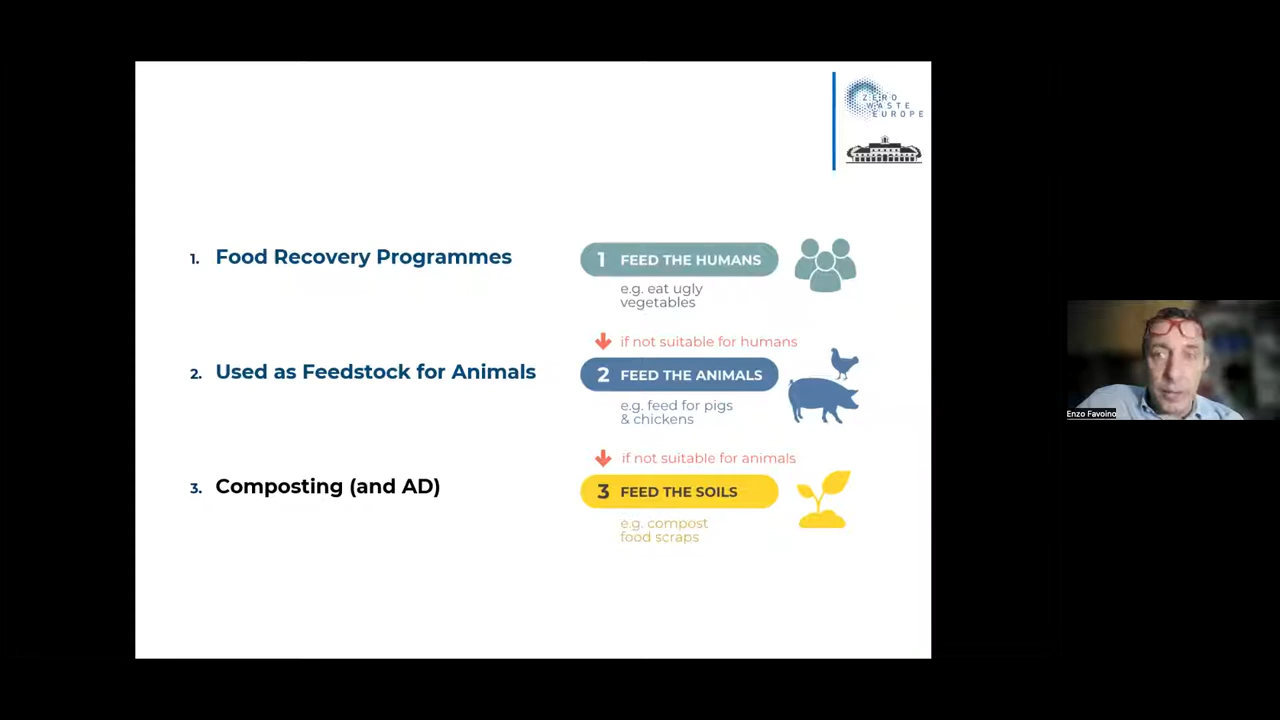 ZERO
WASTE
EUROPE
1. Food Recovery Programmes
1 FEED THE HUMANS
e.g. eat ugly
vegetables
if not suitable for humans
2. Used as Feedstock for Animals
2 FEED THE ANIMALS
e.g. feed for pigs
& chickens
if not suitable for animals
3. Composting (and AD)
3 FEED THE SOILS
e.g. compost
food scraps
Enzo Favoino